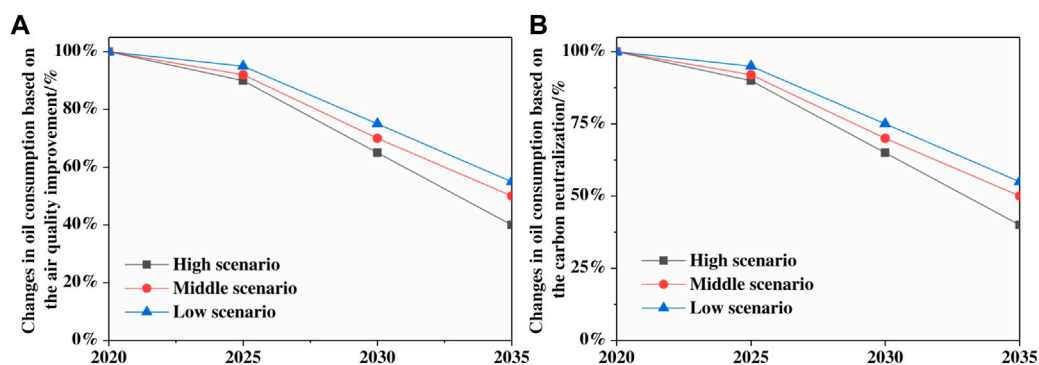 A
Changes in oil consumption based on
the air quality improvement/%
100%
80%
60%
40%
20%
0%
High scenario
Middle scenario
Low scenario
2020 2025 2030 2035
B
Changes in oil consumption based on
the carbon neutralization/%
100%
75%
50%
25%
0%
High scenario
Middle scenario
Low scenario
2020 2025 2030 2035